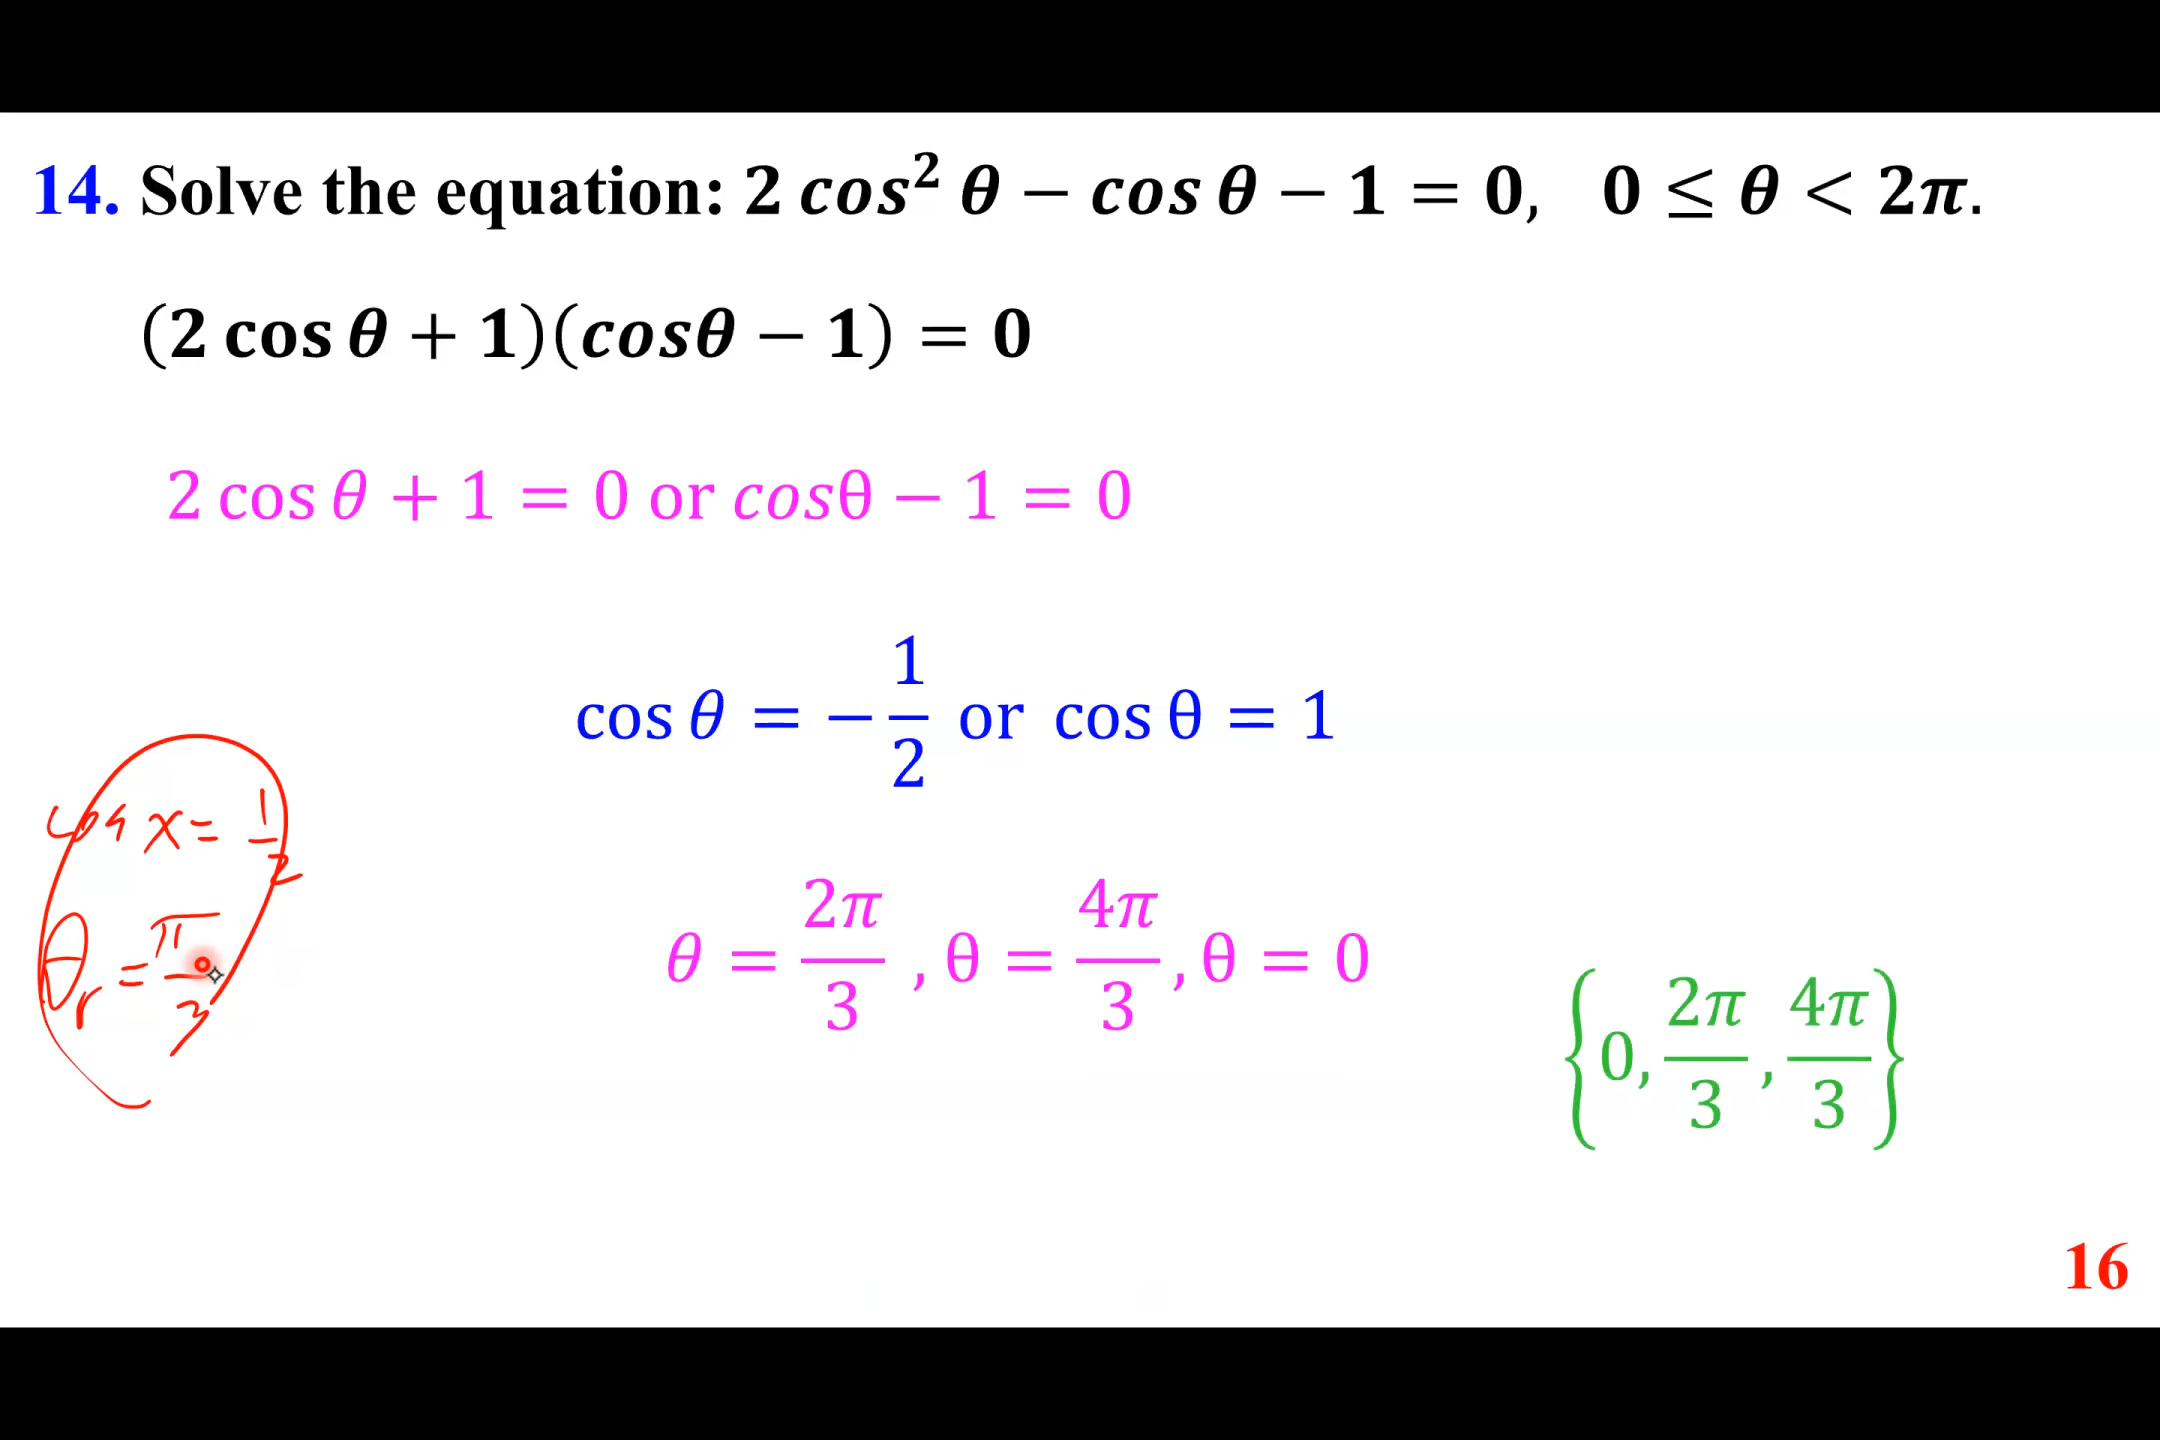 14. Solve the equation: 2 cos² θ − cos θ − 1 = 0, 0 ≤ θ < 2π.
(2 cos θ + 1)(cosθ − 1) = 0
2 cos θ + 1 = 0 or cosθ − 1 = 0
cos θ = −1/2 or cos θ = 1
cos x = 1/2
θr = π/3
θ = 2π/3 , θ = 4π/3 , θ = 0
{0, 2π/3 , 4π/3}
16